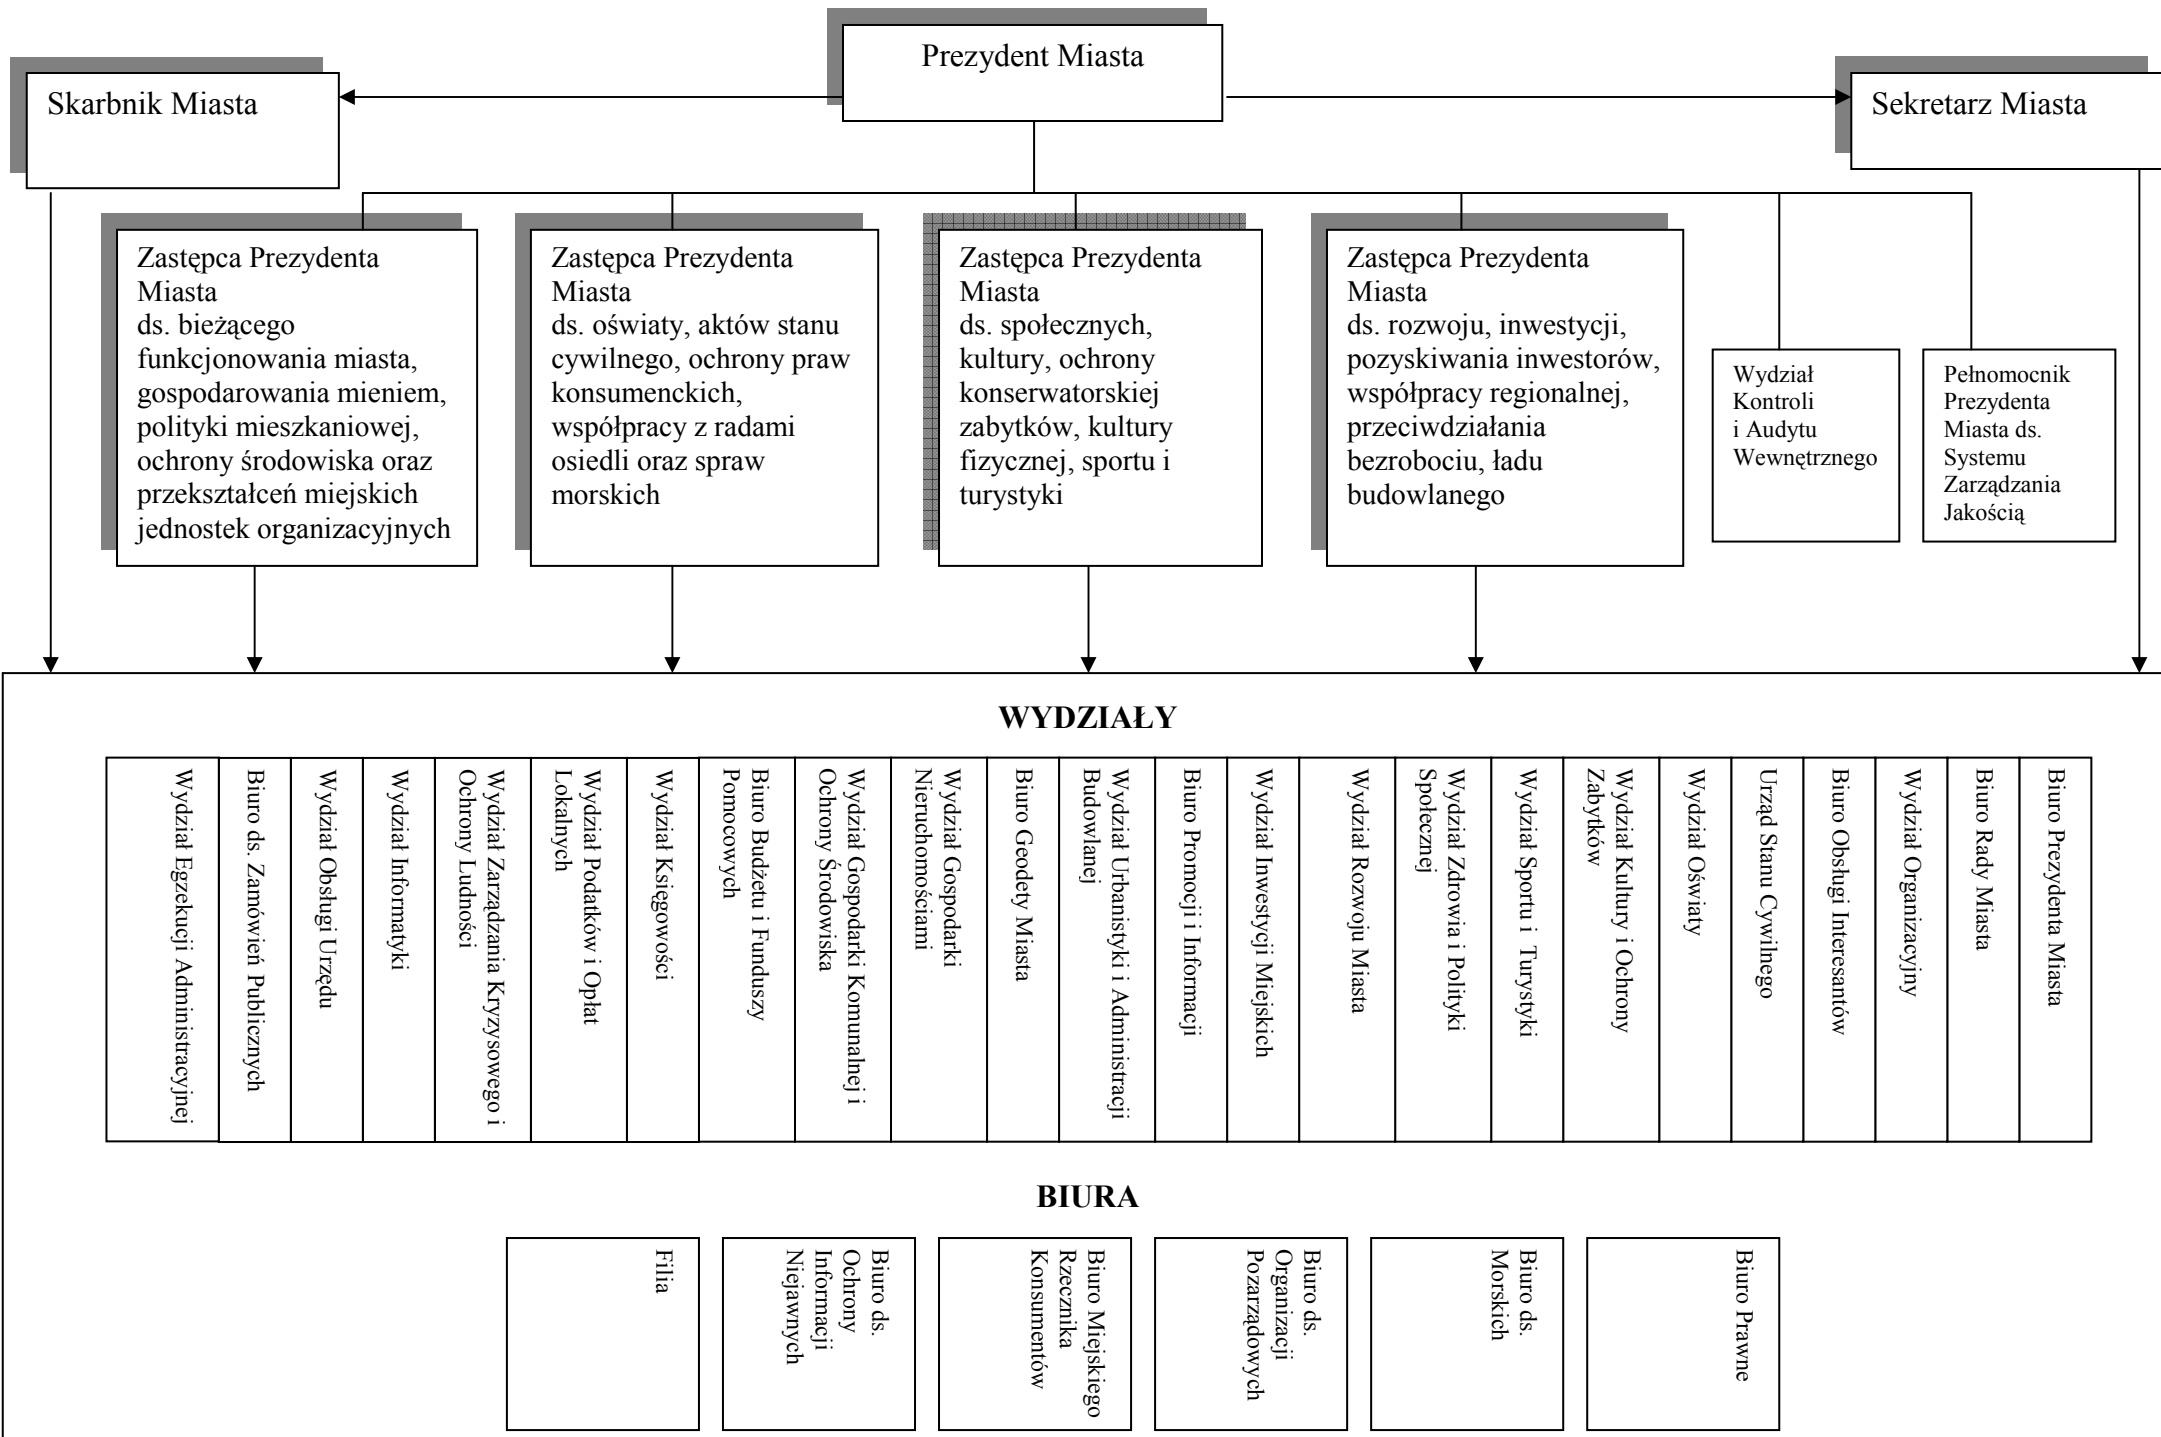 Prezydent Miasta
Skarbnik Miasta
Sekretarz Miasta
Zastępca Prezydenta
Miasta
ds. bieżącego
funkcjonowania miasta,
gospodarowania mieniem,
polityki mieszkaniowej,
ochrony środowiska oraz
przekształceń miejskich
jednostek organizacyjnych
Zastępca Prezydenta
Miasta
ds. oświaty, aktów stanu
cywilnego, ochrony praw
konsumenckich,
współpracy z radami
osiedli oraz spraw
morskich
Zastępca Prezydenta
Miasta
ds. społecznych,
kultury, ochrony
konserwatorskiej
zabytków, kultury
fizycznej, sportu i
turystyki
Zastępca Prezydenta
Miasta
ds. rozwoju, inwestycji,
pozyskiwania inwestorów,
współpracy regionalnej,
przeciwdziałania
bezrobociu, ładu
budowlanego
Wydział
Kontroli
i Audytu
Wewnętrznego
Pełnomocnik
Prezydenta
Miasta ds.
Systemu
Zarządzania
Jakością
WYDZIAŁY
Wydział Egzekucji Administracyjnej
Biuro ds. Zamówień Publicznych
Wydział Obsługi Urzędu
Wydział Informatyki
Wydział Zarządzania Kryzysowego i
Ochrony Ludności
Wydział Podatków i Opłat
Lokalnych
Wydział Księgowości
Biuro Budżetu i Funduszy
Pomocowych
Wydział Gospodarki Komunalnej i
Ochrony Środowiska
Wydział Gospodarki
Nieruchomościami
Biuro Geodety Miasta
Wydział Urbanistyki i Administracji
Budowlanej
Biuro Promocji i Informacji
Wydział Inwestycji Miejskich
Wydział Rozwoju Miasta
Wydział Zdrowia i Polityki
Społecznej
Wydział Sportu i Turystyki
Wydział Kultury i Ochrony
Zabytków
Wydział Oświaty
Urząd Stanu Cywilnego
Biuro Obsługi Interesantów
Wydział Organizacyjny
Biuro Rady Miasta
Biuro Prezydenta Miasta
BIURA
Filia
Biuro ds.
Ochrony
Informacji
Niejawnych
Biuro Miejskiego
Rzecznika
Konsumentów
Biuro ds.
Organizacji
Pozarządowych
Biuro ds.
Morskich
Biuro Prawne